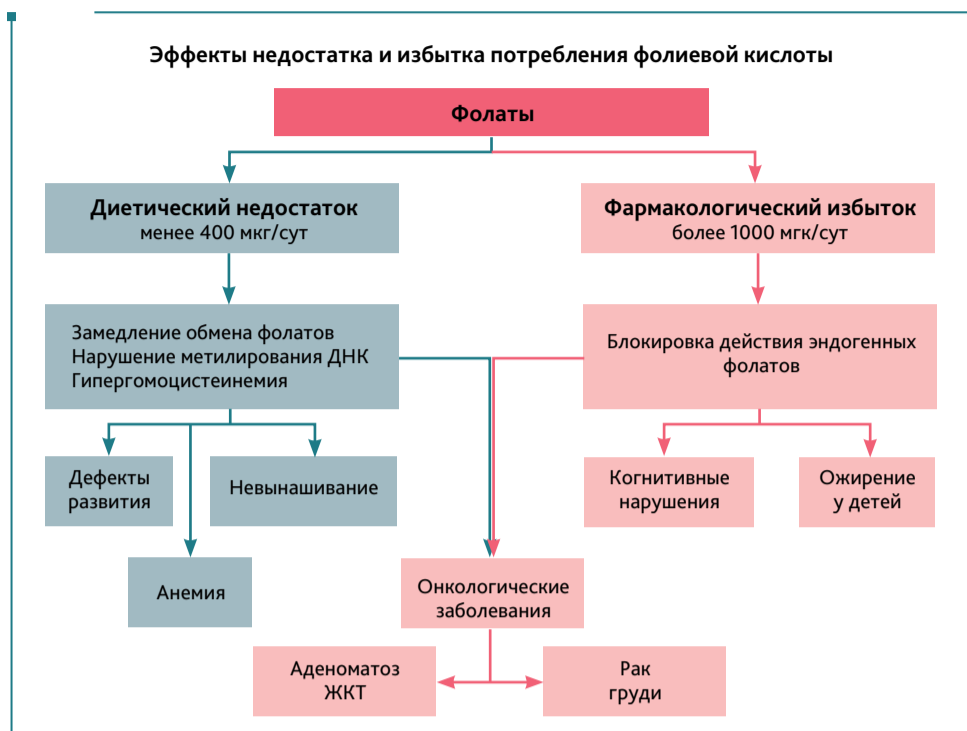 Эффекты недостатка и избытка потребления фолиевой кислоты
Фолаты
Диетический недостаток
менее 400 мкг/сут
Фармакологический избыток
более 1000 мгк/сут
Замедление обмена фолатов
Нарушение метилирования ДНК
Гипергомоцистеинемия
Блокировка действия эндогенных
фолатов
Дефекты
развития
Невынашивание
Когнитивные
нарушения
Ожирение
у детей
Анемия
Онкологические
заболевания
Аденоматоз
ЖКТ
Рак
груди